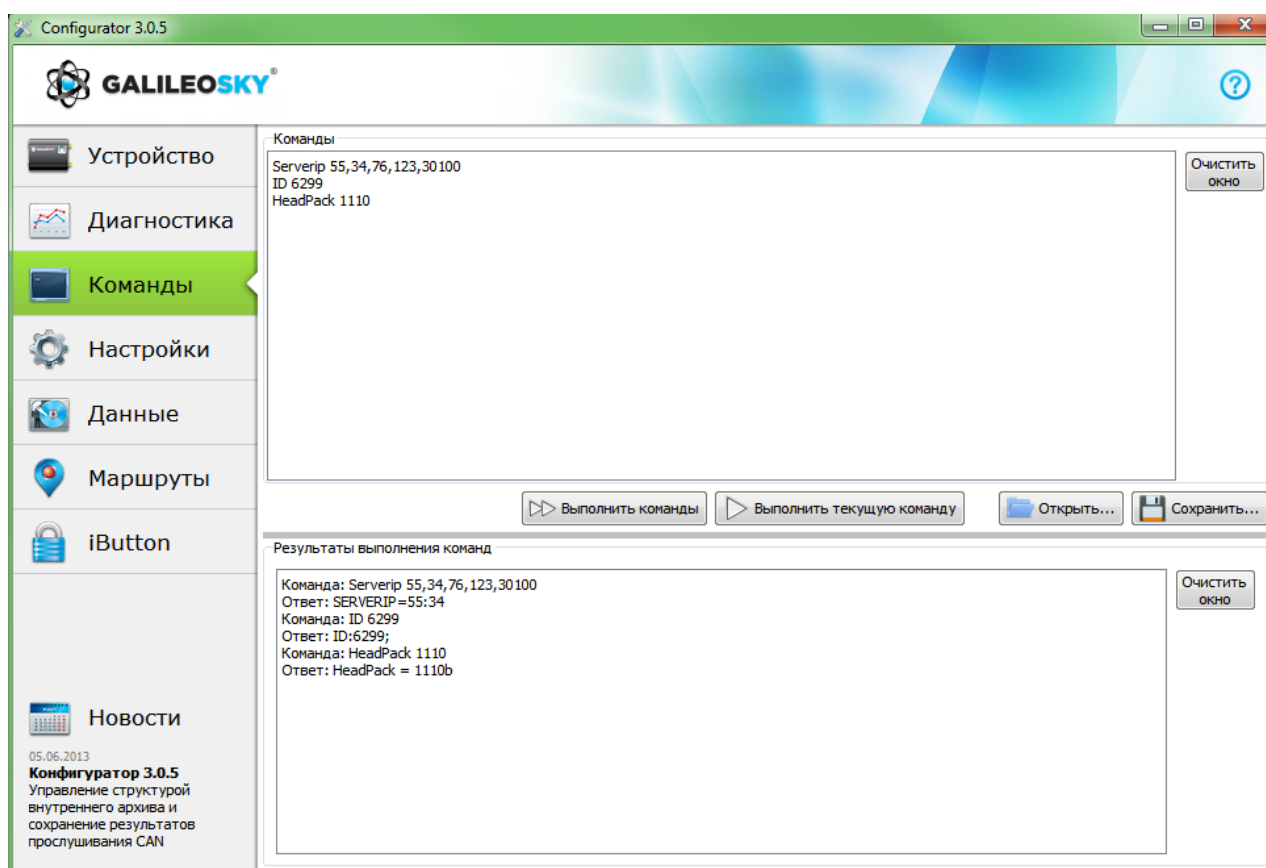 Configurator 3.0.5
GALILEOSKY®
?
Устройство
Диагностика
Команды
Настройки
Данные
Маршруты
iButton
Новости
05.06.2013
Конфигуратор 3.0.5
Управление структурой
внутреннего архива и
сохранение результатов
прослушивания CAN
Команды
Serverip 55,34,76,123,30100
ID 6299
HeadPack 1110
Очистить
окно
Выполнить команды
Выполнить текущую команду
Открыть...
Сохранить...
Результаты выполнения команд
Команда: Serverip 55,34,76,123,30100
Ответ: SERVERIP=55:34
Команда: ID 6299
Ответ: ID:6299;
Команда: HeadPack 1110
Ответ: HeadPack = 1110b
Очистить
окно